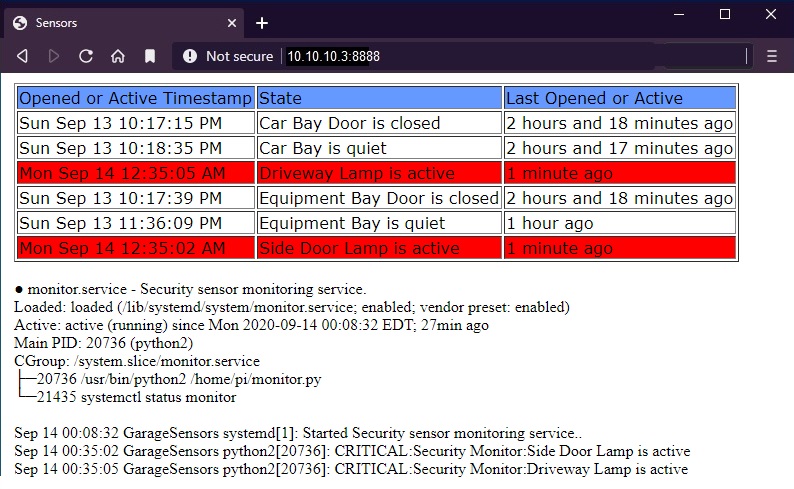 Sensors
Not secure 10.10.10.3:8888
Opened or Active Timestamp State Last Opened or Active
Sun Sep 13 10:17:15 PM Car Bay Door is closed 2 hours and 18 minutes ago
Sun Sep 13 10:18:35 PM Car Bay is quiet 2 hours and 17 minutes ago
Mon Sep 14 12:35:05 AM Driveway Lamp is active 1 minute ago
Sun Sep 13 10:17:39 PM Equipment Bay Door is closed 2 hours and 18 minutes ago
Sun Sep 13 11:36:09 PM Equipment Bay is quiet 1 hour ago
Mon Sep 14 12:35:02 AM Side Door Lamp is active 1 minute ago
● monitor.service - Security sensor monitoring service.
Loaded: loaded (/lib/systemd/system/monitor.service; enabled; vendor preset: enabled)
Active: active (running) since Mon 2020-09-14 00:08:32 EDT; 27min ago
Main PID: 20736 (python2)
CGroup: /system.slice/monitor.service
├─20736 /usr/bin/python2 /home/pi/monitor.py
└─21435 systemctl status monitor
Sep 14 00:08:32 GarageSensors systemd[1]: Started Security sensor monitoring service..
Sep 14 00:35:02 GarageSensors python2[20736]: CRITICAL:Security Monitor:Side Door Lamp is active
Sep 14 00:35:05 GarageSensors python2[20736]: CRITICAL:Security Monitor:Driveway Lamp is active